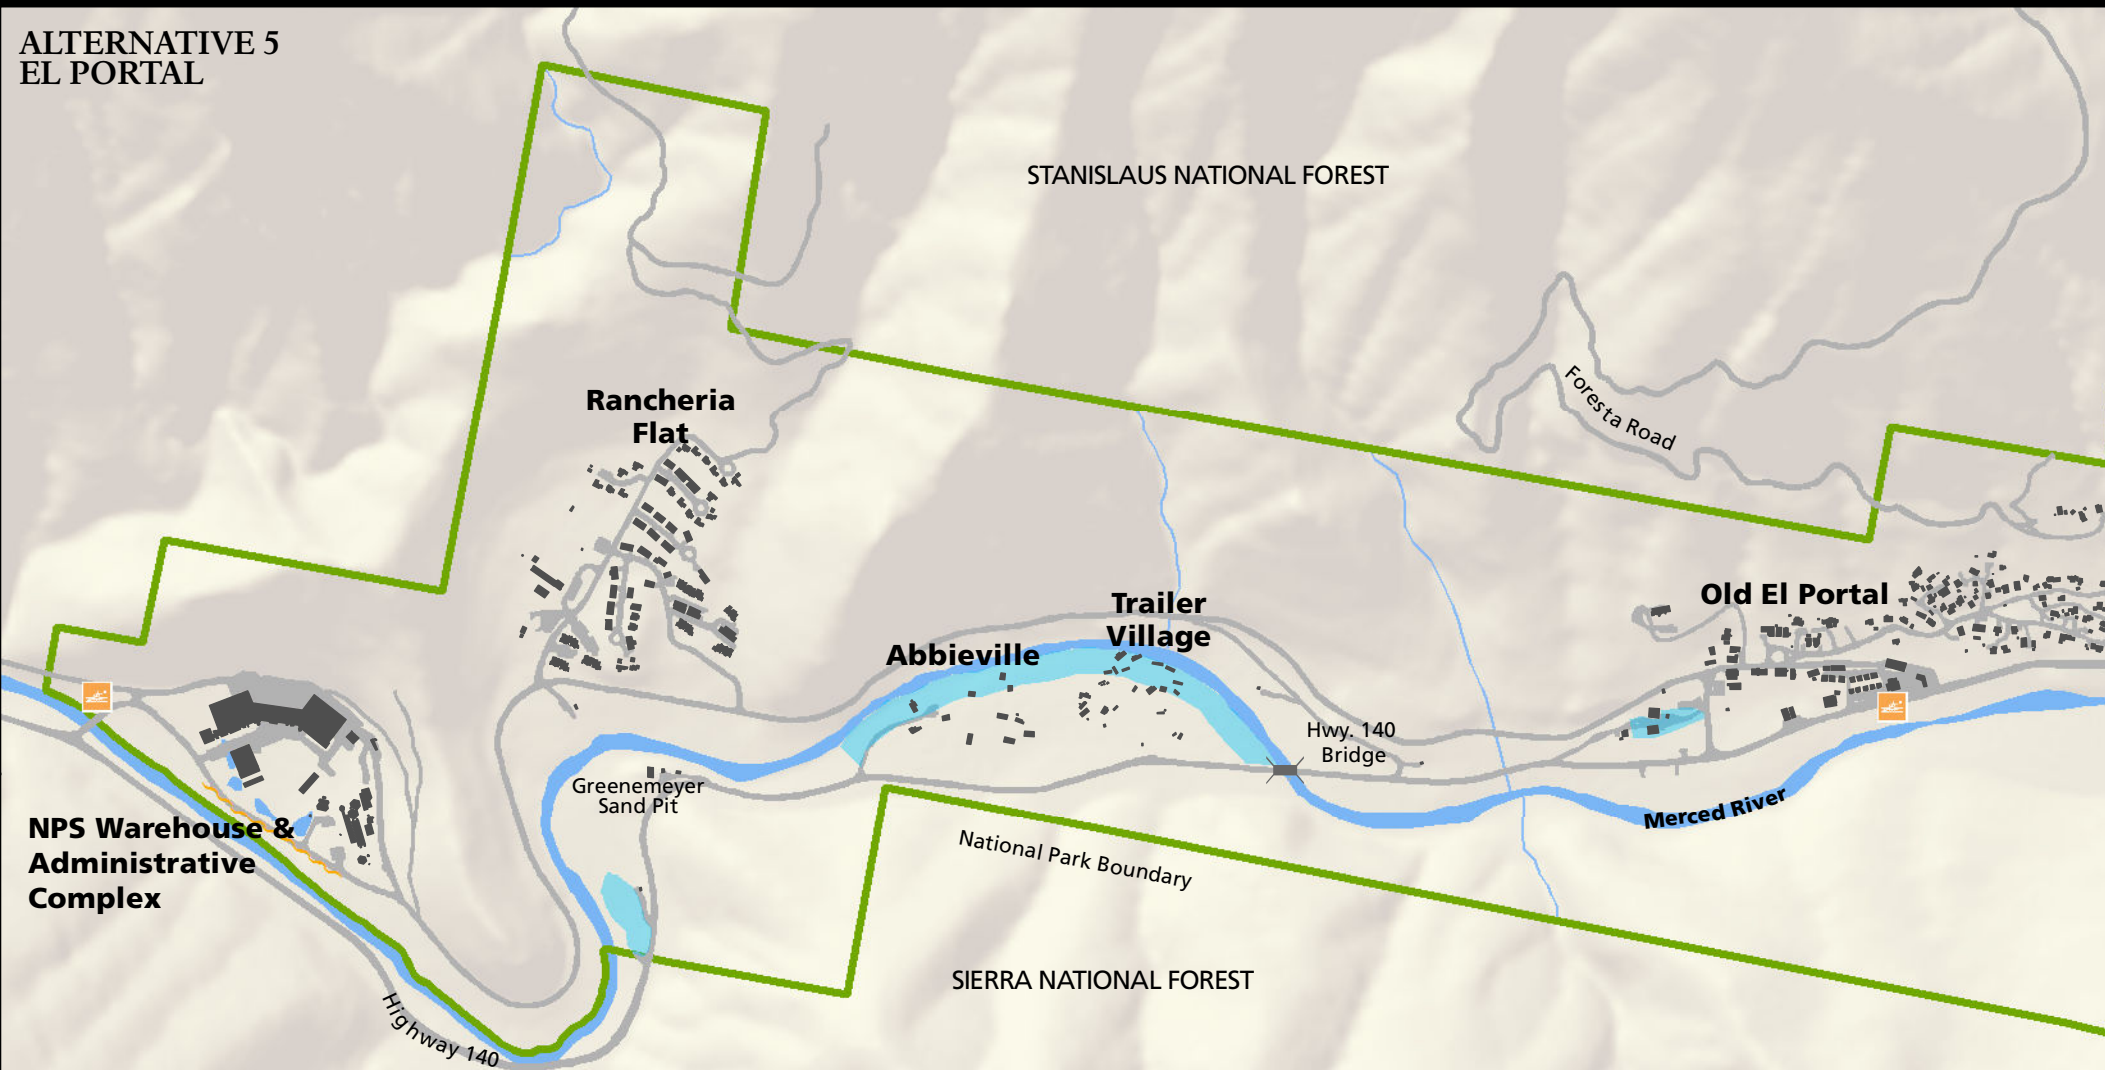 ALTERNATIVE 5
EL PORTAL
STANISLAUS NATIONAL FOREST
Foresta Road
Rancheria
Flat
Old El Portal
Trailer
Village
Abbieville
Hwy. 140
Bridge
Greenemeyer
Sand Pit
Merced River
NPS Warehouse &
Administrative
Complex
National Park Boundary
SIERRA NATIONAL FOREST
Highway 140